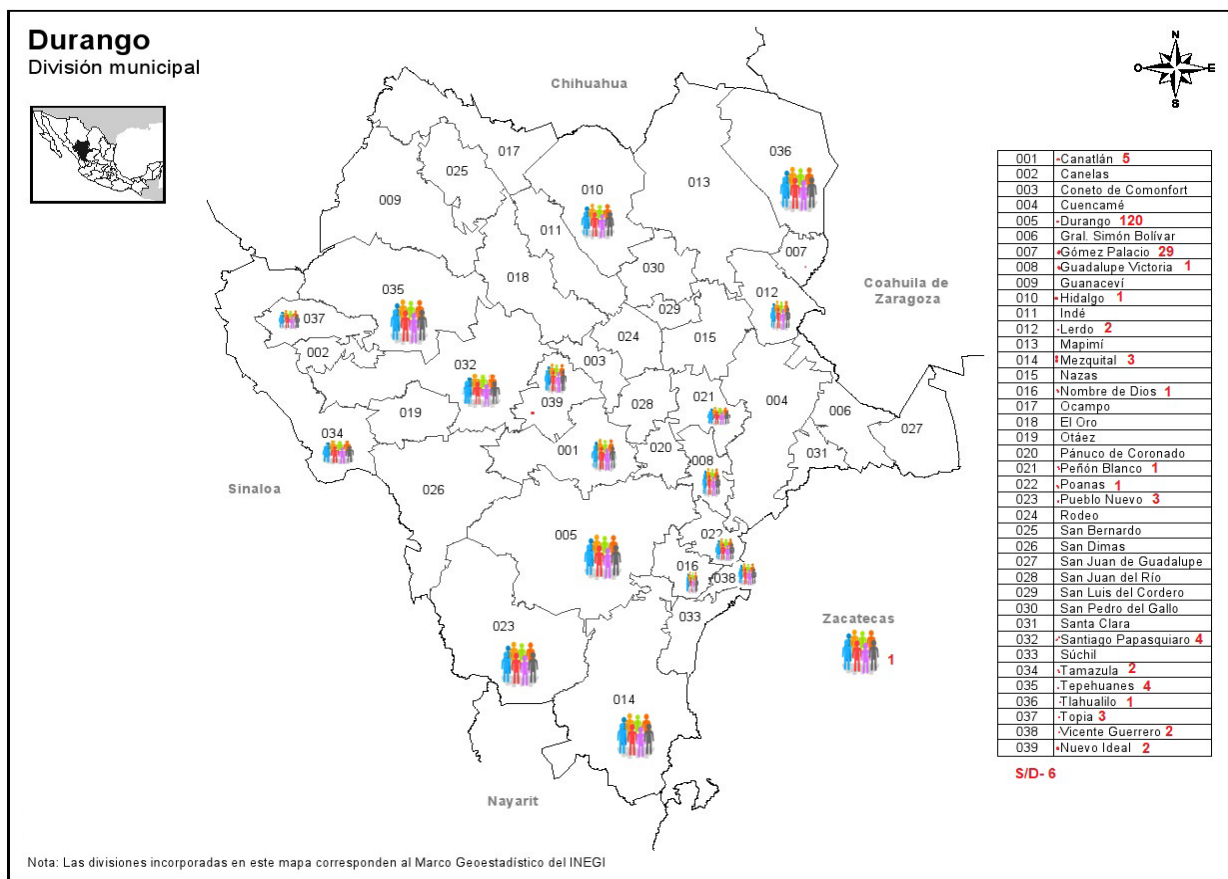 Durango
División municipal
Chihuahua
N
O
E
S
017
036
025
010
013
009
011
007
030
018
035
012
Coahuila de
Zaragoza
029
037
024
015
002
003
032
039
028
021
004
019
006
027
034
001
020
008
031
Sinaloa
026
005
022
016
038
033
023
Zacatecas
1
014
Nayarit
001 Canatlán 5
002 Canelas
003 Coneto de Comonfort
004 Cuencamé
005 Durango 120
006 Gral. Simón Bolívar
007 Gómez Palacio 29
008 Guadalupe Victoria 1
009 Guanaceví
010 Hidalgo 1
011 Indé
012 Lerdo 2
013 Mapimí
014 Mezquital 3
015 Nazas
016 Nombre de Dios 1
017 Ocampo
018 El Oro
019 Otáez
020 Pánuco de Coronado
021 Peñón Blanco 1
022 Poanas 1
023 Pueblo Nuevo 3
024 Rodeo
025 San Bernardo
026 San Dimas
027 San Juan de Guadalupe
028 San Juan del Río
029 San Luis del Cordero
030 San Pedro del Gallo
031 Santa Clara
032 Santiago Papasquiaro 4
033 Súchil
034 Tamazula 2
035 Tepehuanes 4
036 Tlahualilo 1
037 Topia 3
038 Vicente Guerrero 2
039 Nuevo Ideal 2
S/D- 6
Nota: Las divisiones incorporadas en este mapa corresponden al Marco Geoestadístico del INEGI